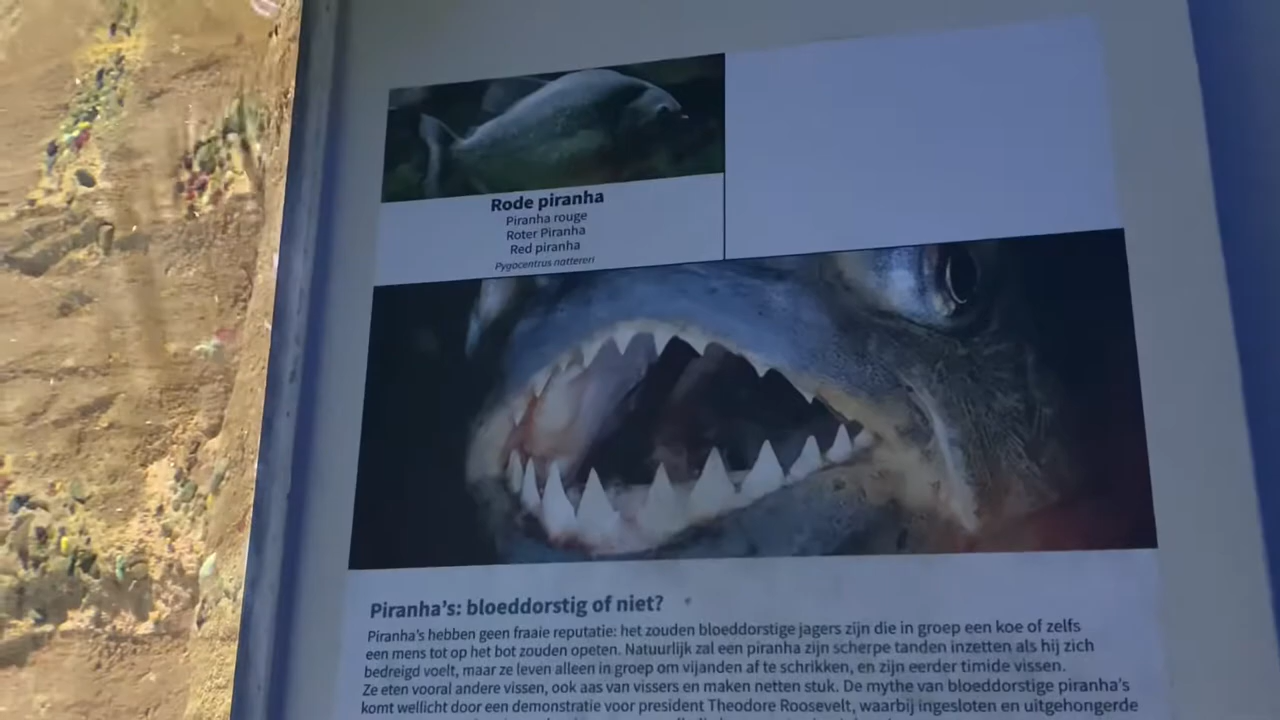 Rode piranha
Piranha rouge
Roter Piranha
Red piranha
Pygocentrus nattereri
Piranha's: bloeddorstig of niet?
Piranha's hebben geen fraaie reputatie: het zouden bloeddorstige jagers zijn die in groep een koe of zelfs
een mens tot op het bot zouden opeten. Natuurlijk zal een piranha zijn scherpe tanden inzetten als hij zich
bedreigd voelt, maar ze leven alleen in groep om vijanden af te schrikken, en zijn eerder timide vissen.
Ze eten vooral andere vissen, ook aas van vissers en maken netten stuk. De mythe van bloeddorstige piranha's
komt wellicht door een demonstratie voor president Theodore Roosevelt, waarbij ingesloten en uitgehongerde